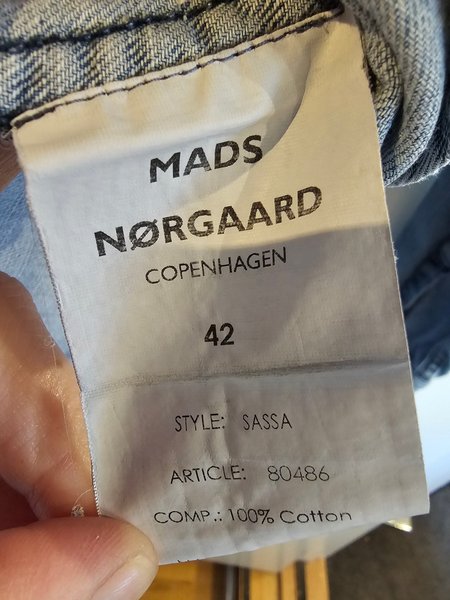 MADS
NØRGAARD
COPENHAGEN
42
STYLE: SASSA
ARTICLE: 80486
COMP.: 100% Cotton